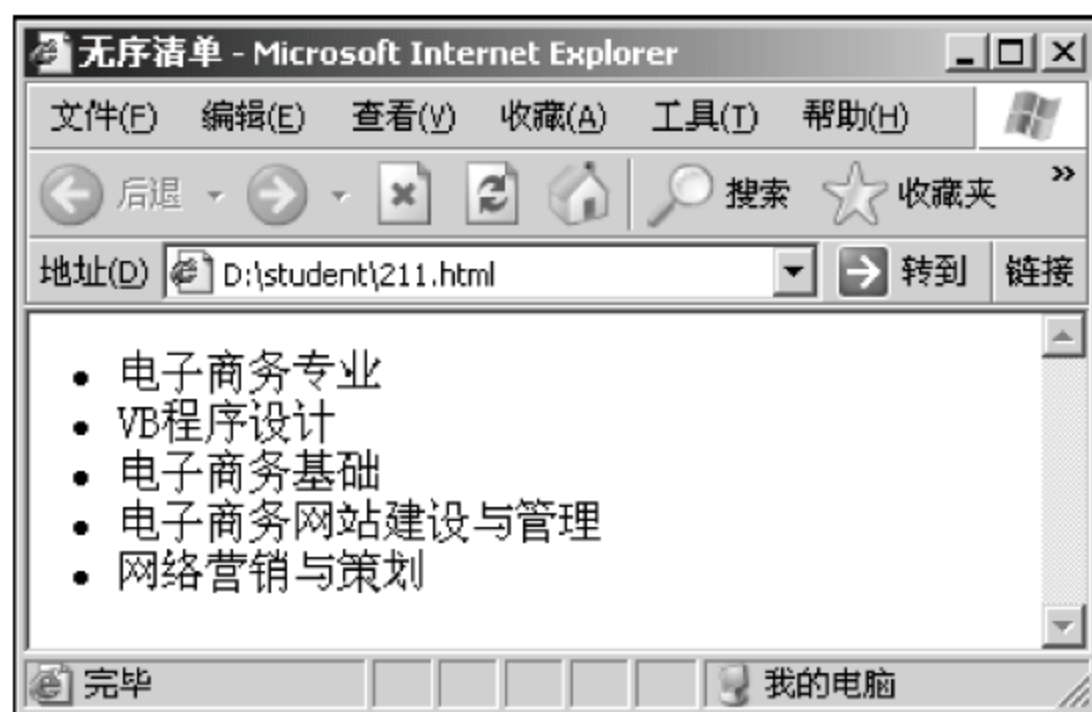 无序清单 - Microsoft Internet Explorer
文件(F) 编辑(E) 查看(V) 收藏(A) 工具(T) 帮助(H)
后退 搜索 收藏夹 »
地址(D) D:\student\211.html 转到 链接
• 电子商务专业
• VB程序设计
• 电子商务基础
• 电子商务网站建设与管理
• 网络营销与策划
完毕 我的电脑